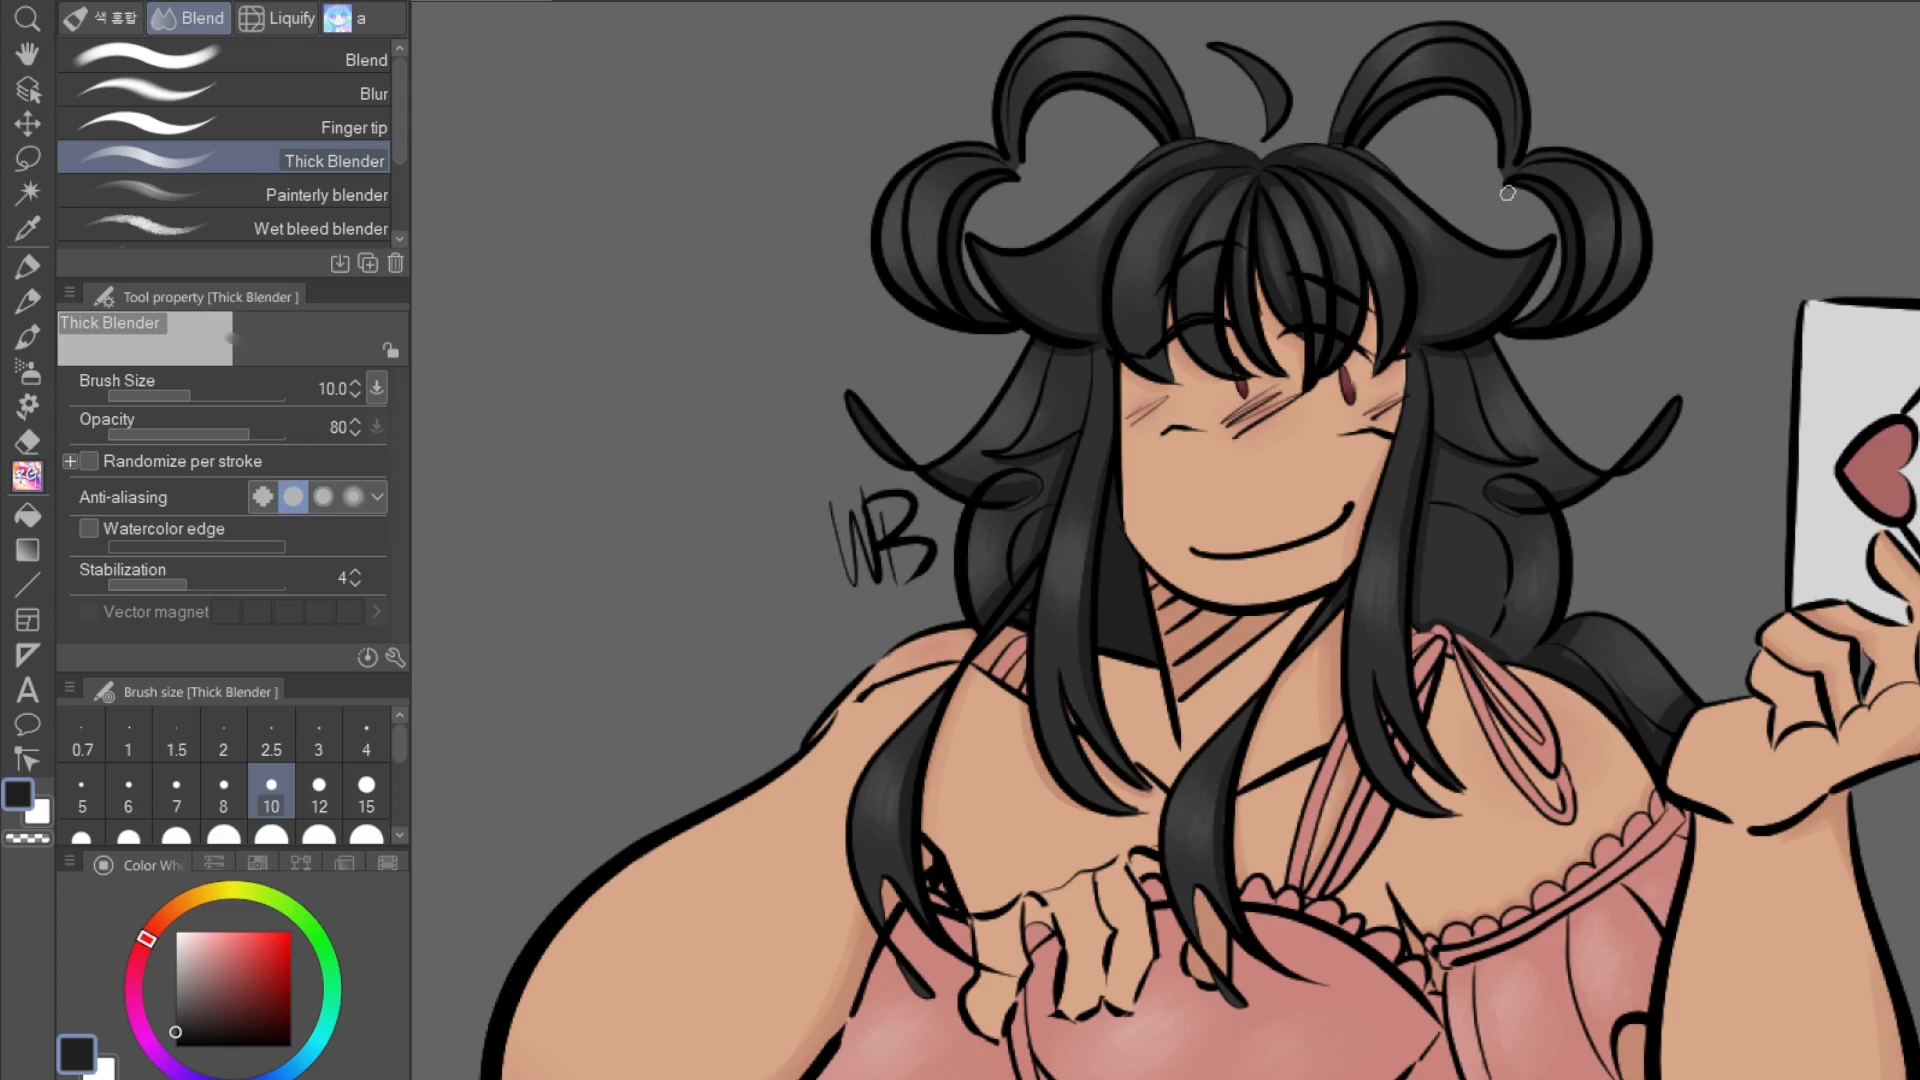 색 혼합 Blend Liquify a
Blend
Blur
Finger tip
Thick Blender
Painterly blender
Wet bleed blender
Tool property [Thick Blender ]
Thick Blender
Brush Size 10.0
Opacity 80
Randomize per stroke
Anti-aliasing
Watercolor edge
Stabilization 4
Vector magnet
Brush size [Thick Blender ]
0.7 1 1.5 2 2.5 3 4
5 6 7 8 10 12 15
Color Whe
WB